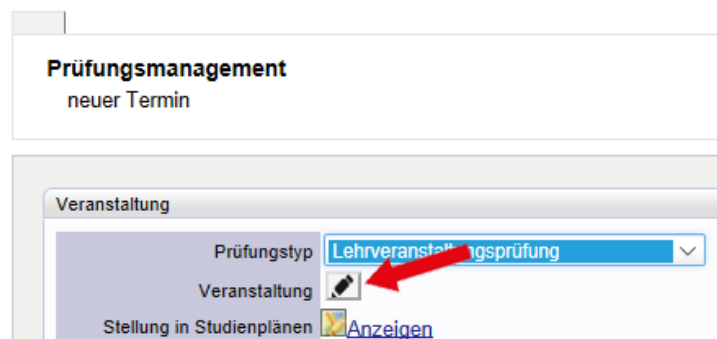 Prüfungsmanagement
neuer Termin
Veranstaltung
Prüfungstyp Lehrveranstaltungsprüfung
Veranstaltung
Stellung in Studienplänen Anzeigen